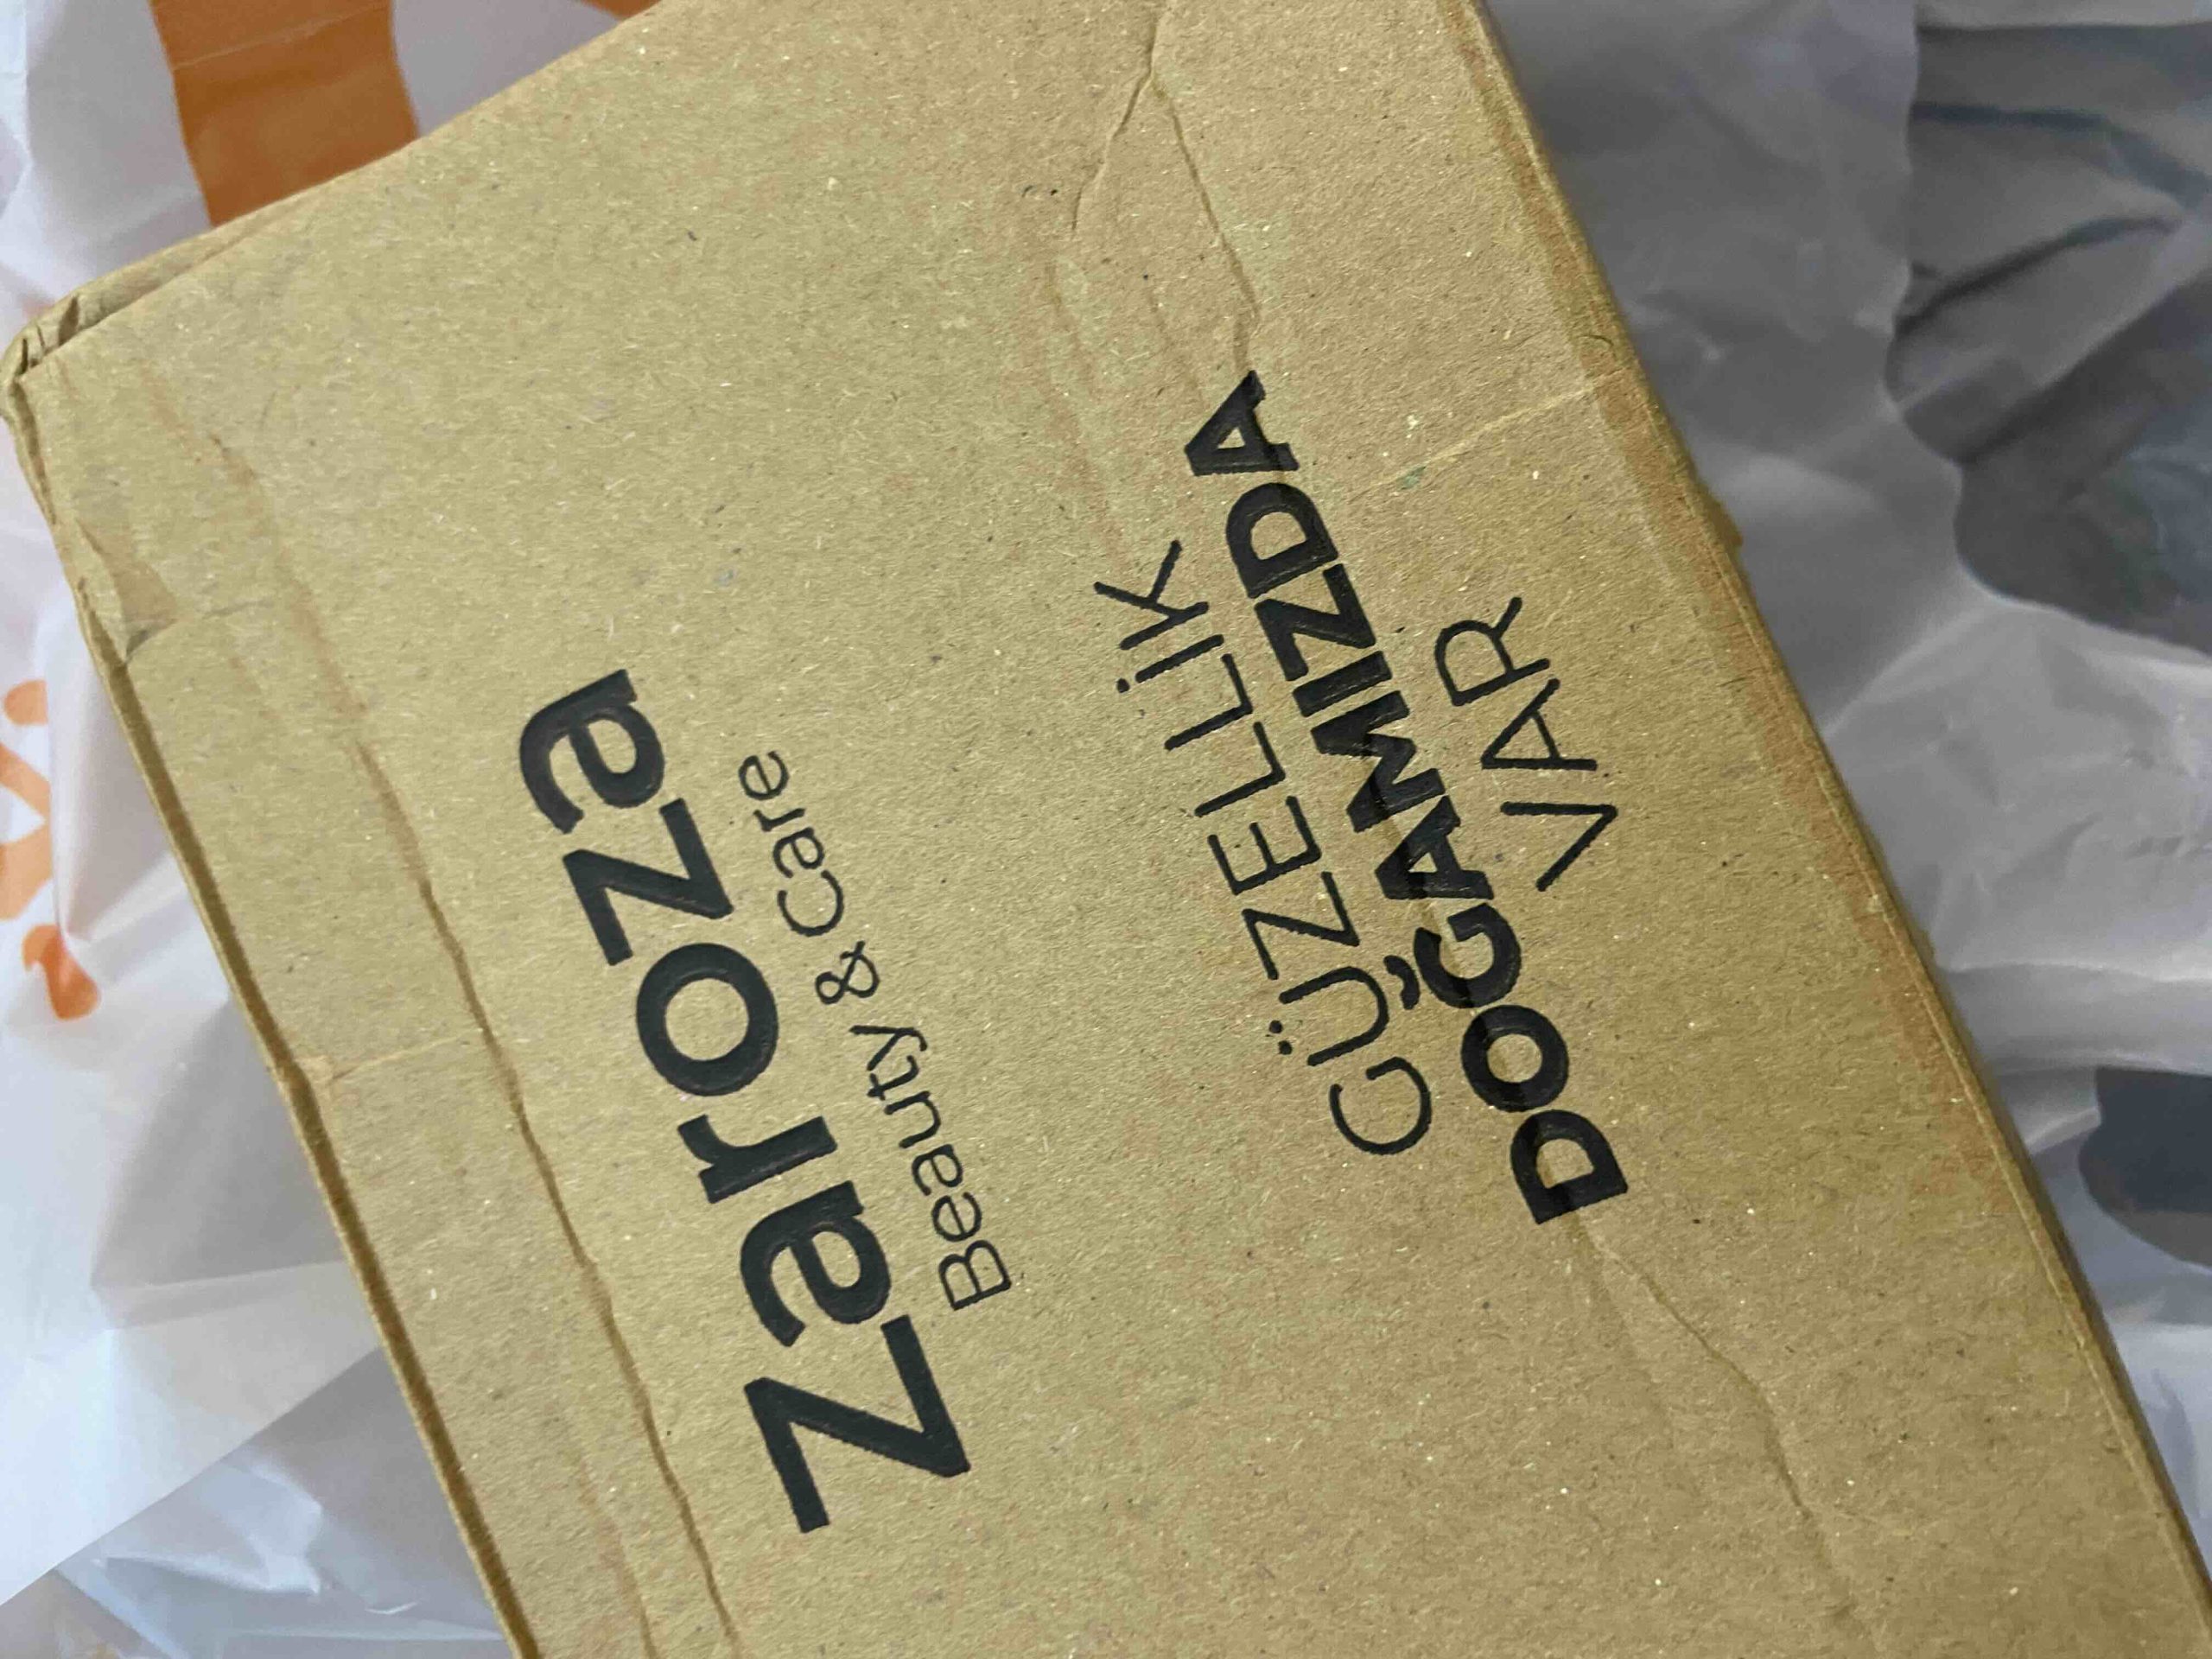 Zaroza
Beauty & Care
GÜZELLİK
DOĞAMIZDA
VAR